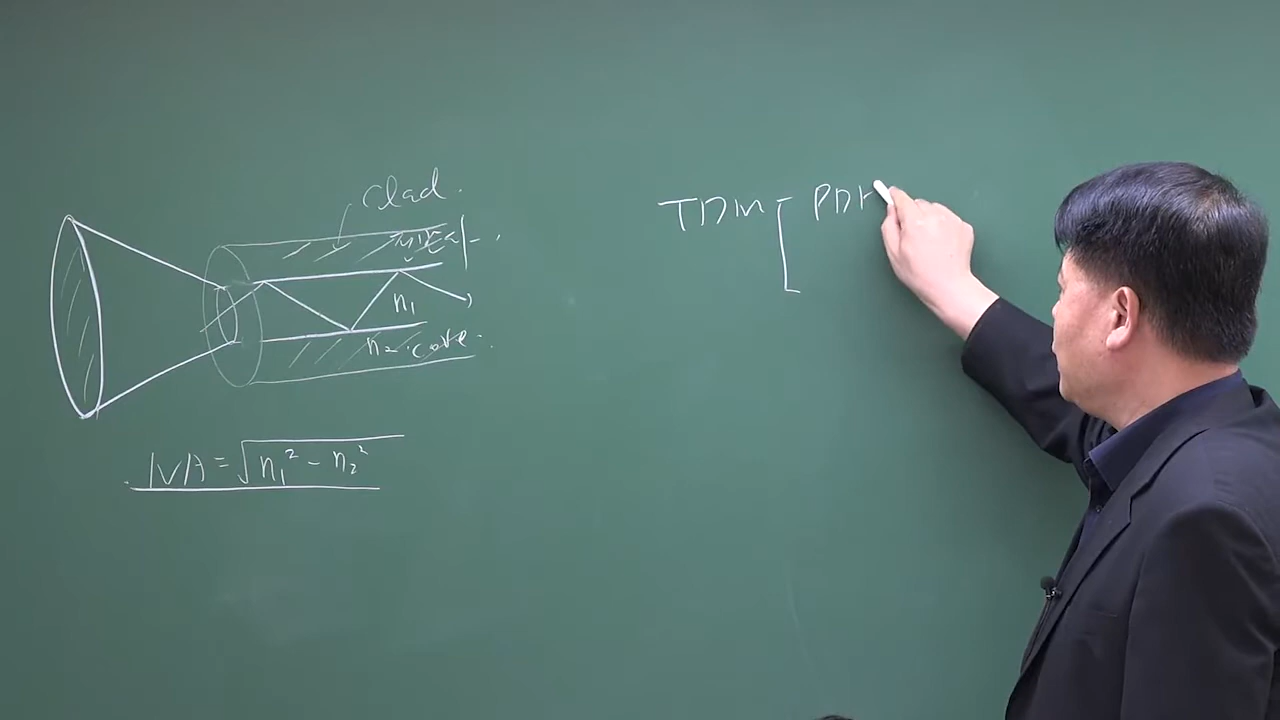 clad.
n₁
n₂ core
NA = √n₁² - n₂²
TDM [ PDH